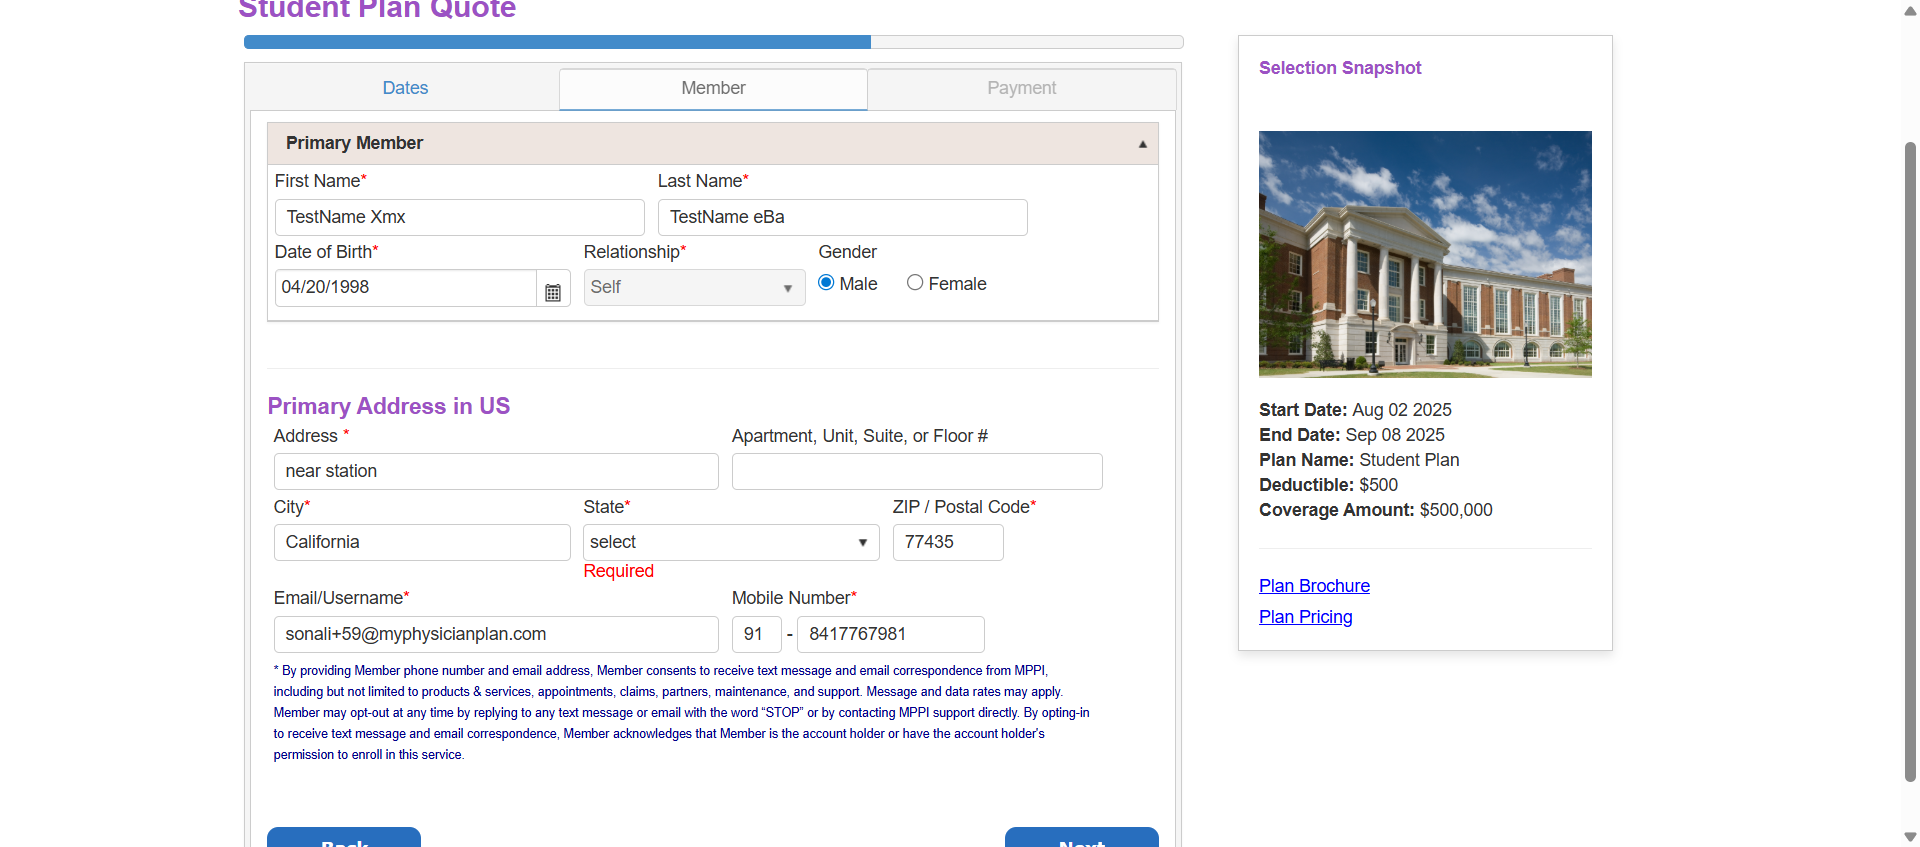 Student Plan Quote
Dates
Member
Payment
Primary Member
First Name*
Last Name*
TestName Xmx
TestName eBa
Date of Birth*
Relationship*
Gender
04/20/1998
Self
Male
Female
Primary Address in US
Address *
Apartment, Unit, Suite, or Floor #
near station
City*
State*
ZIP / Postal Code*
California
select
77435
Required
Email/Username*
Mobile Number*
sonali+59@myphysicianplan.com
91 - 8417767981
* By providing Member phone number and email address, Member consents to receive text message and email correspondence from MPPI,
including but not limited to products & services, appointments, claims, partners, maintenance, and support. Message and data rates may apply.
Member may opt-out at any time by replying to any text message or email with the word “STOP” or by contacting MPPI support directly. By opting-in
to receive text message and email correspondence, Member acknowledges that Member is the account holder or have the account holder's
permission to enroll in this service.
Back
Next
Selection Snapshot
Start Date: Aug 02 2025
End Date: Sep 08 2025
Plan Name: Student Plan
Deductible: $500
Coverage Amount: $500,000
Plan Brochure
Plan Pricing